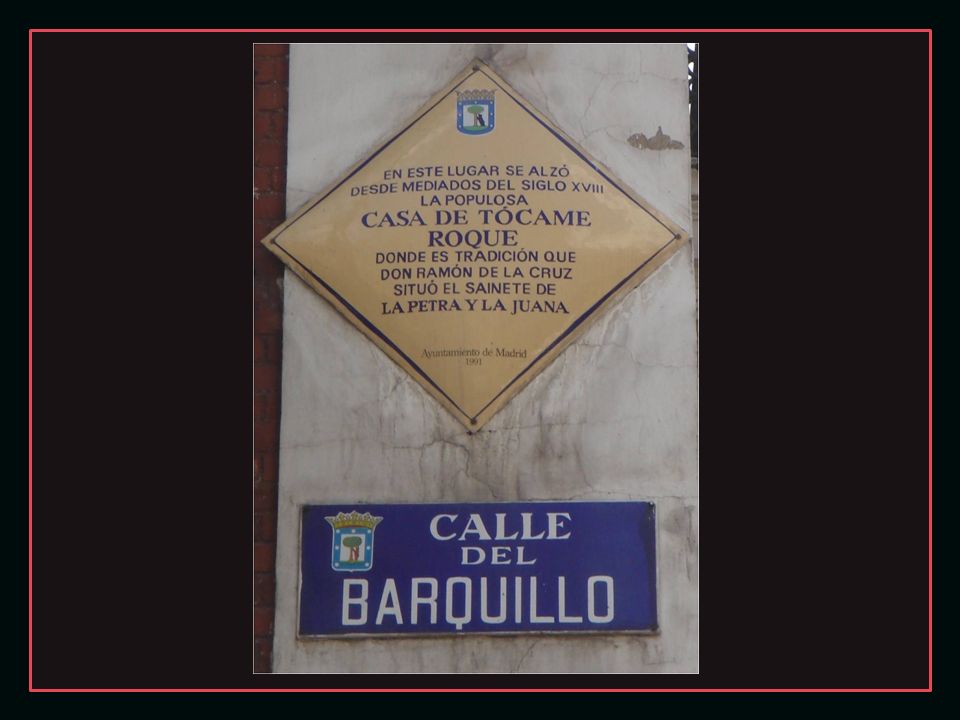 EN ESTE LUGAR SE ALZÓ
DESDE MEDIADOS DEL SIGLO XVIII
LA POPULOSA
CASA DE TÓCAME
ROQUE
DONDE ES TRADICIÓN QUE
DON RAMÓN DE LA CRUZ
SITUÓ EL SAINETE DE
LA PETRA Y LA JUANA
Ayuntamiento de Madrid
1991
CALLE
DEL
BARQUILLO